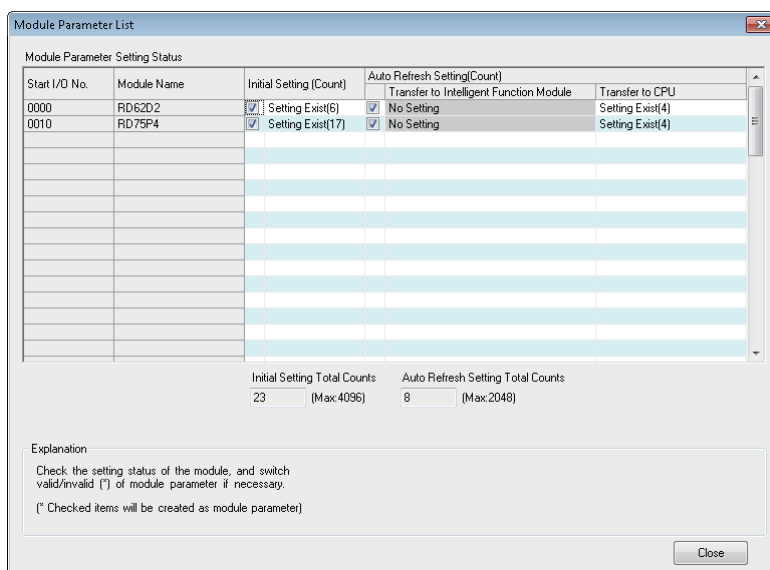 Module Parameter List
Module Parameter Setting Status
Start I/O No. Module Name Initial Setting (Count) Auto Refresh Setting(Count)
Transfer to Intelligent Function Module Transfer to CPU
0000 RD62D2 Setting Exist(6) No Setting Setting Exist(4)
0010 RD75P4 Setting Exist(17) No Setting Setting Exist(4)
Initial Setting Total Counts Auto Refresh Setting Total Counts
23 (Max:4096) 8 (Max:2048)
Explanation
Check the setting status of the module, and switch
valid/invalid (*) of module parameter if necessary.
(* Checked items will be created as module parameter)
Close